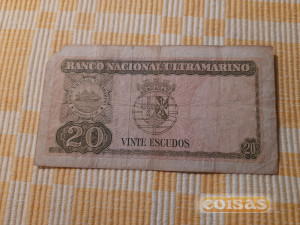 BANCO NACIONAL ULTRAMARINO
20
VINTE ESCUDOS
20
coisas